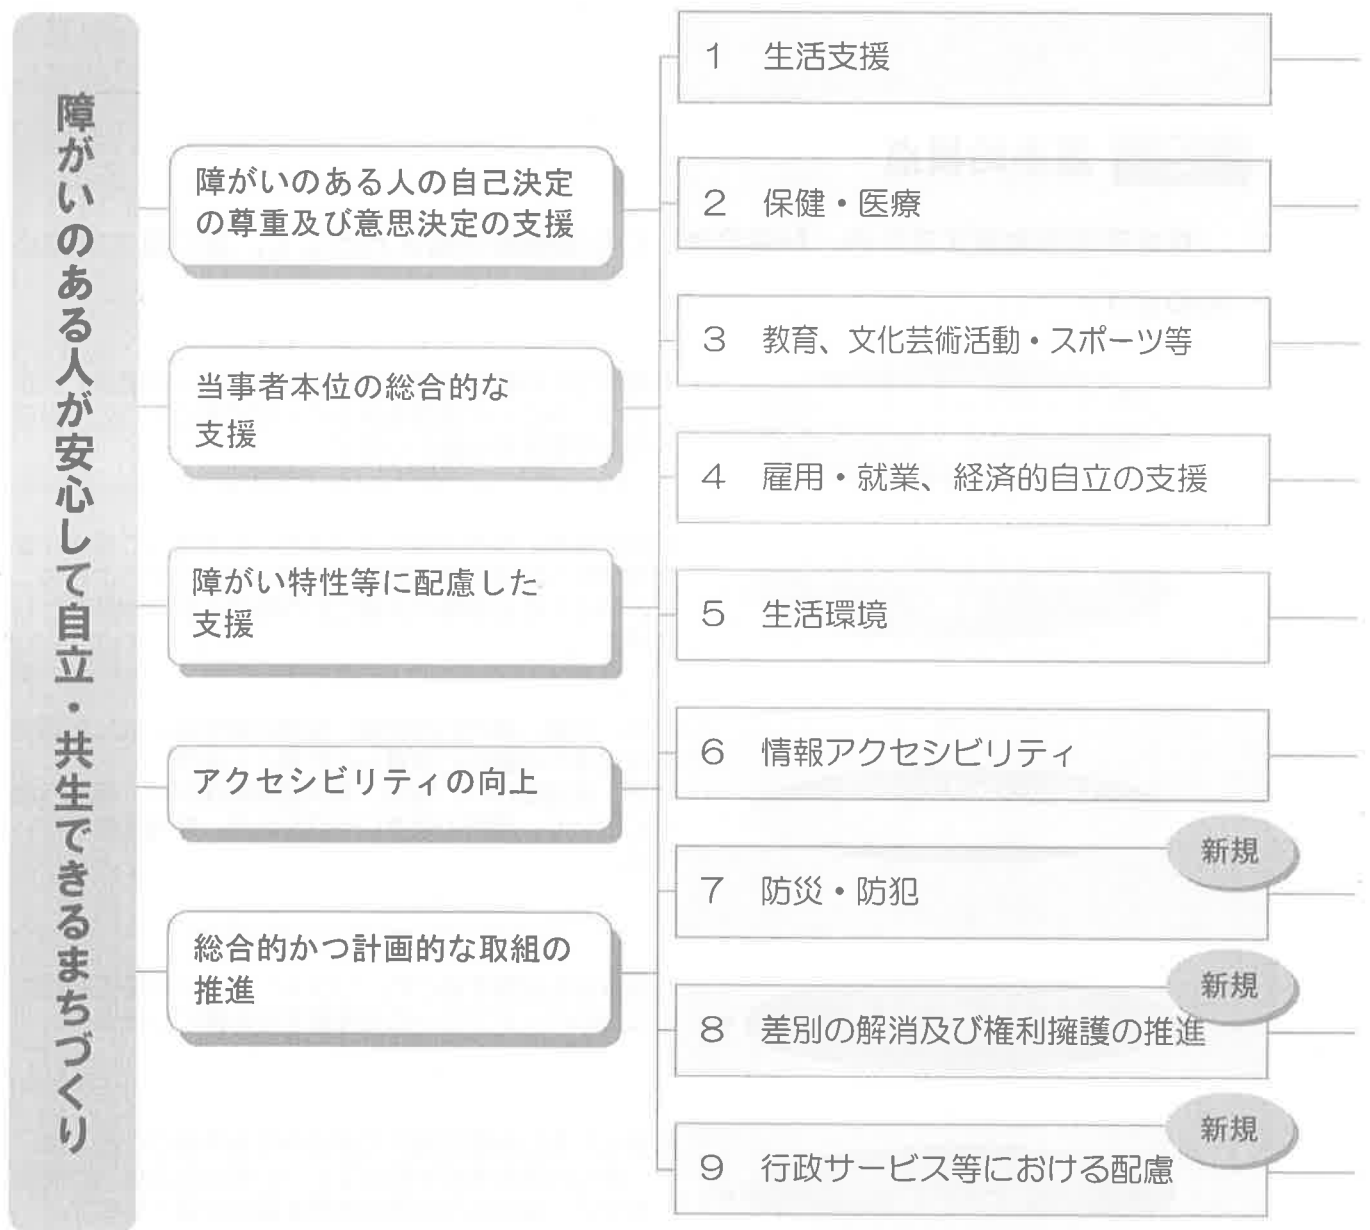 障がいのある人が安心して自立・共生できるまちづくり
障がいのある人の自己決定
の尊重及び意思決定の支援
当事者本位の総合的な
支援
障がい特性等に配慮した
支援
アクセシビリティの向上
総合的かつ計画的な取組の
推進
1 生活支援
2 保健・医療
3 教育、文化芸術活動・スポーツ等
4 雇用・就業、経済的自立の支援
5 生活環境
6 情報アクセシビリティ
新規
7 防災・防犯
新規
8 差別の解消及び権利擁護の推進
新規
9 行政サービス等における配慮